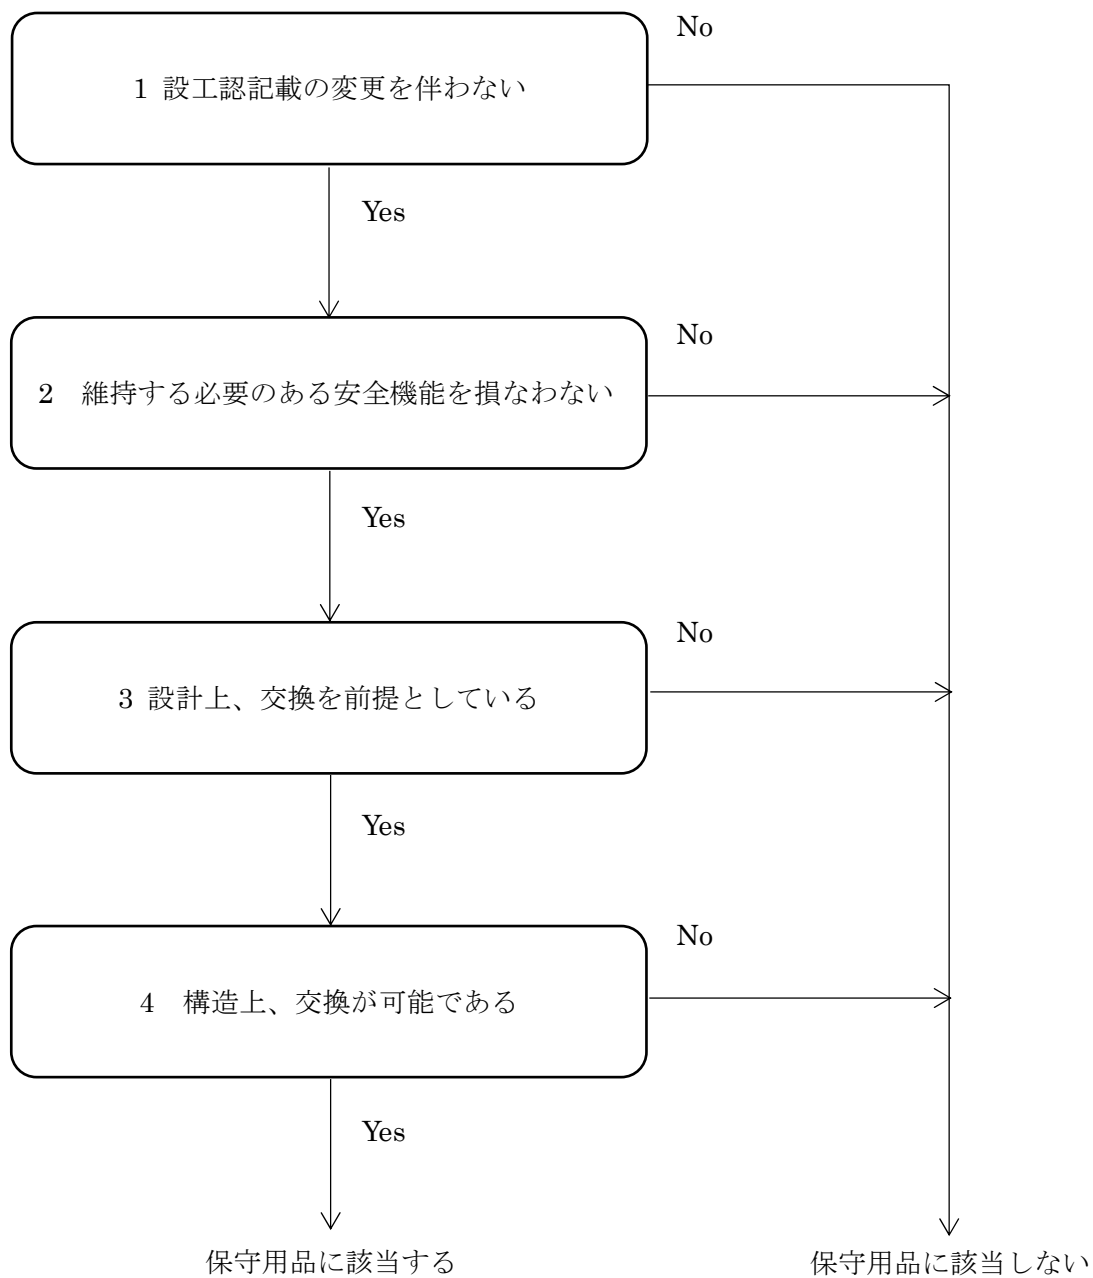 No
1 設工認記載の変更を伴わない
Yes
No
2　維持する必要のある安全機能を損なわない
Yes
No
3 設計上、交換を前提としている
Yes
No
4　構造上、交換が可能である
Yes
保守用品に該当する
保守用品に該当しない